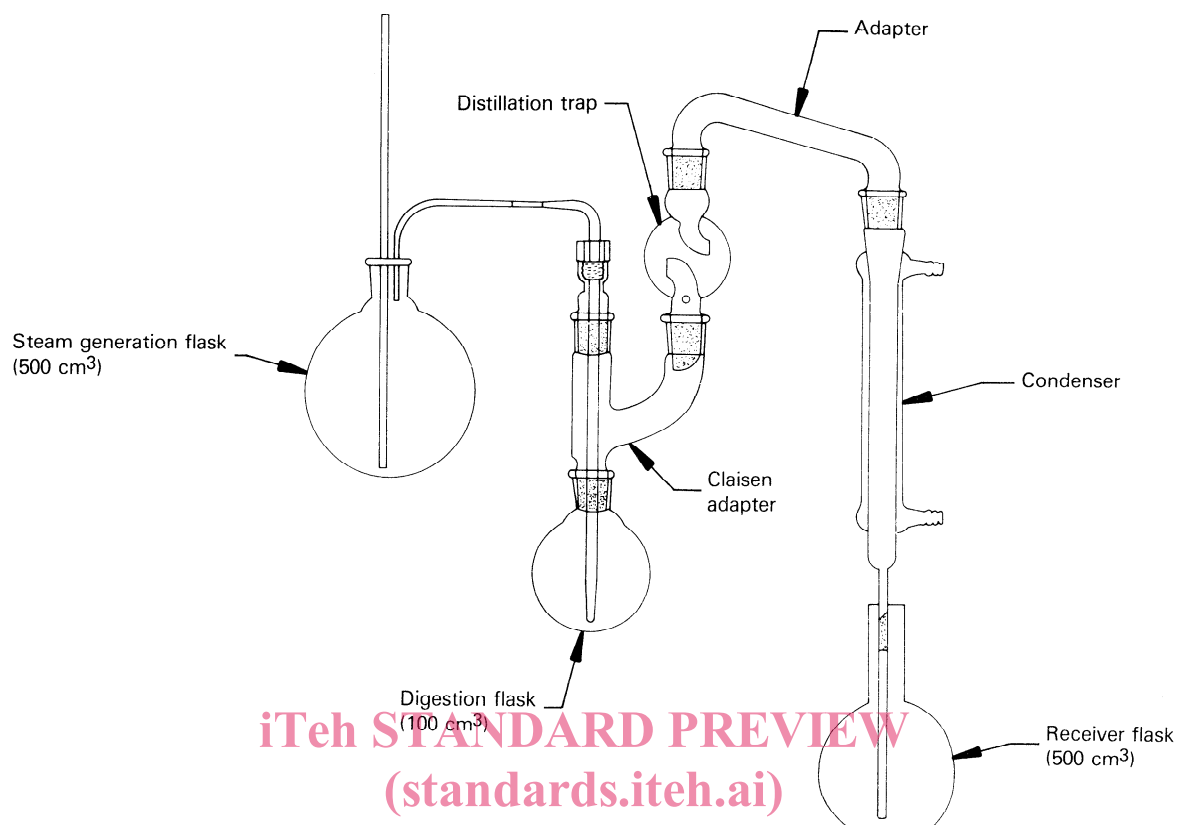 Adapter
Distillation trap
Steam generation flask
(500 cm³)
Condenser
Claisen
adapter
Digestion flask
(100 cm³)
iTeh STANDARD PREVIEW
(standards.iteh.ai)
Receiver flask
(500 cm³)